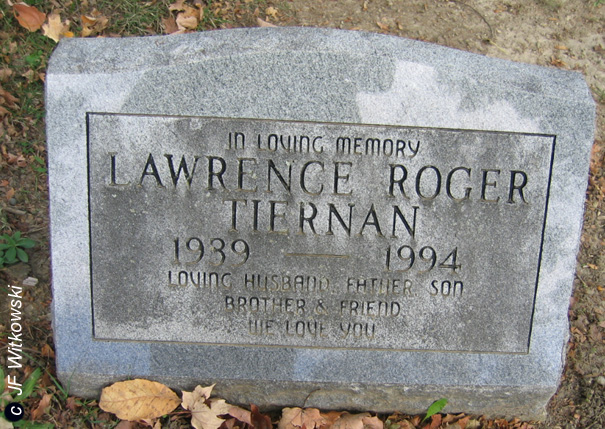 IN LOVING MEMORY
LAWRENCE ROGER
TIERNAN
1939 — 1994
LOVING HUSBAND, FATHER SON
BROTHER & FRIEND
WE LOVE YOU
© JF Witkowski